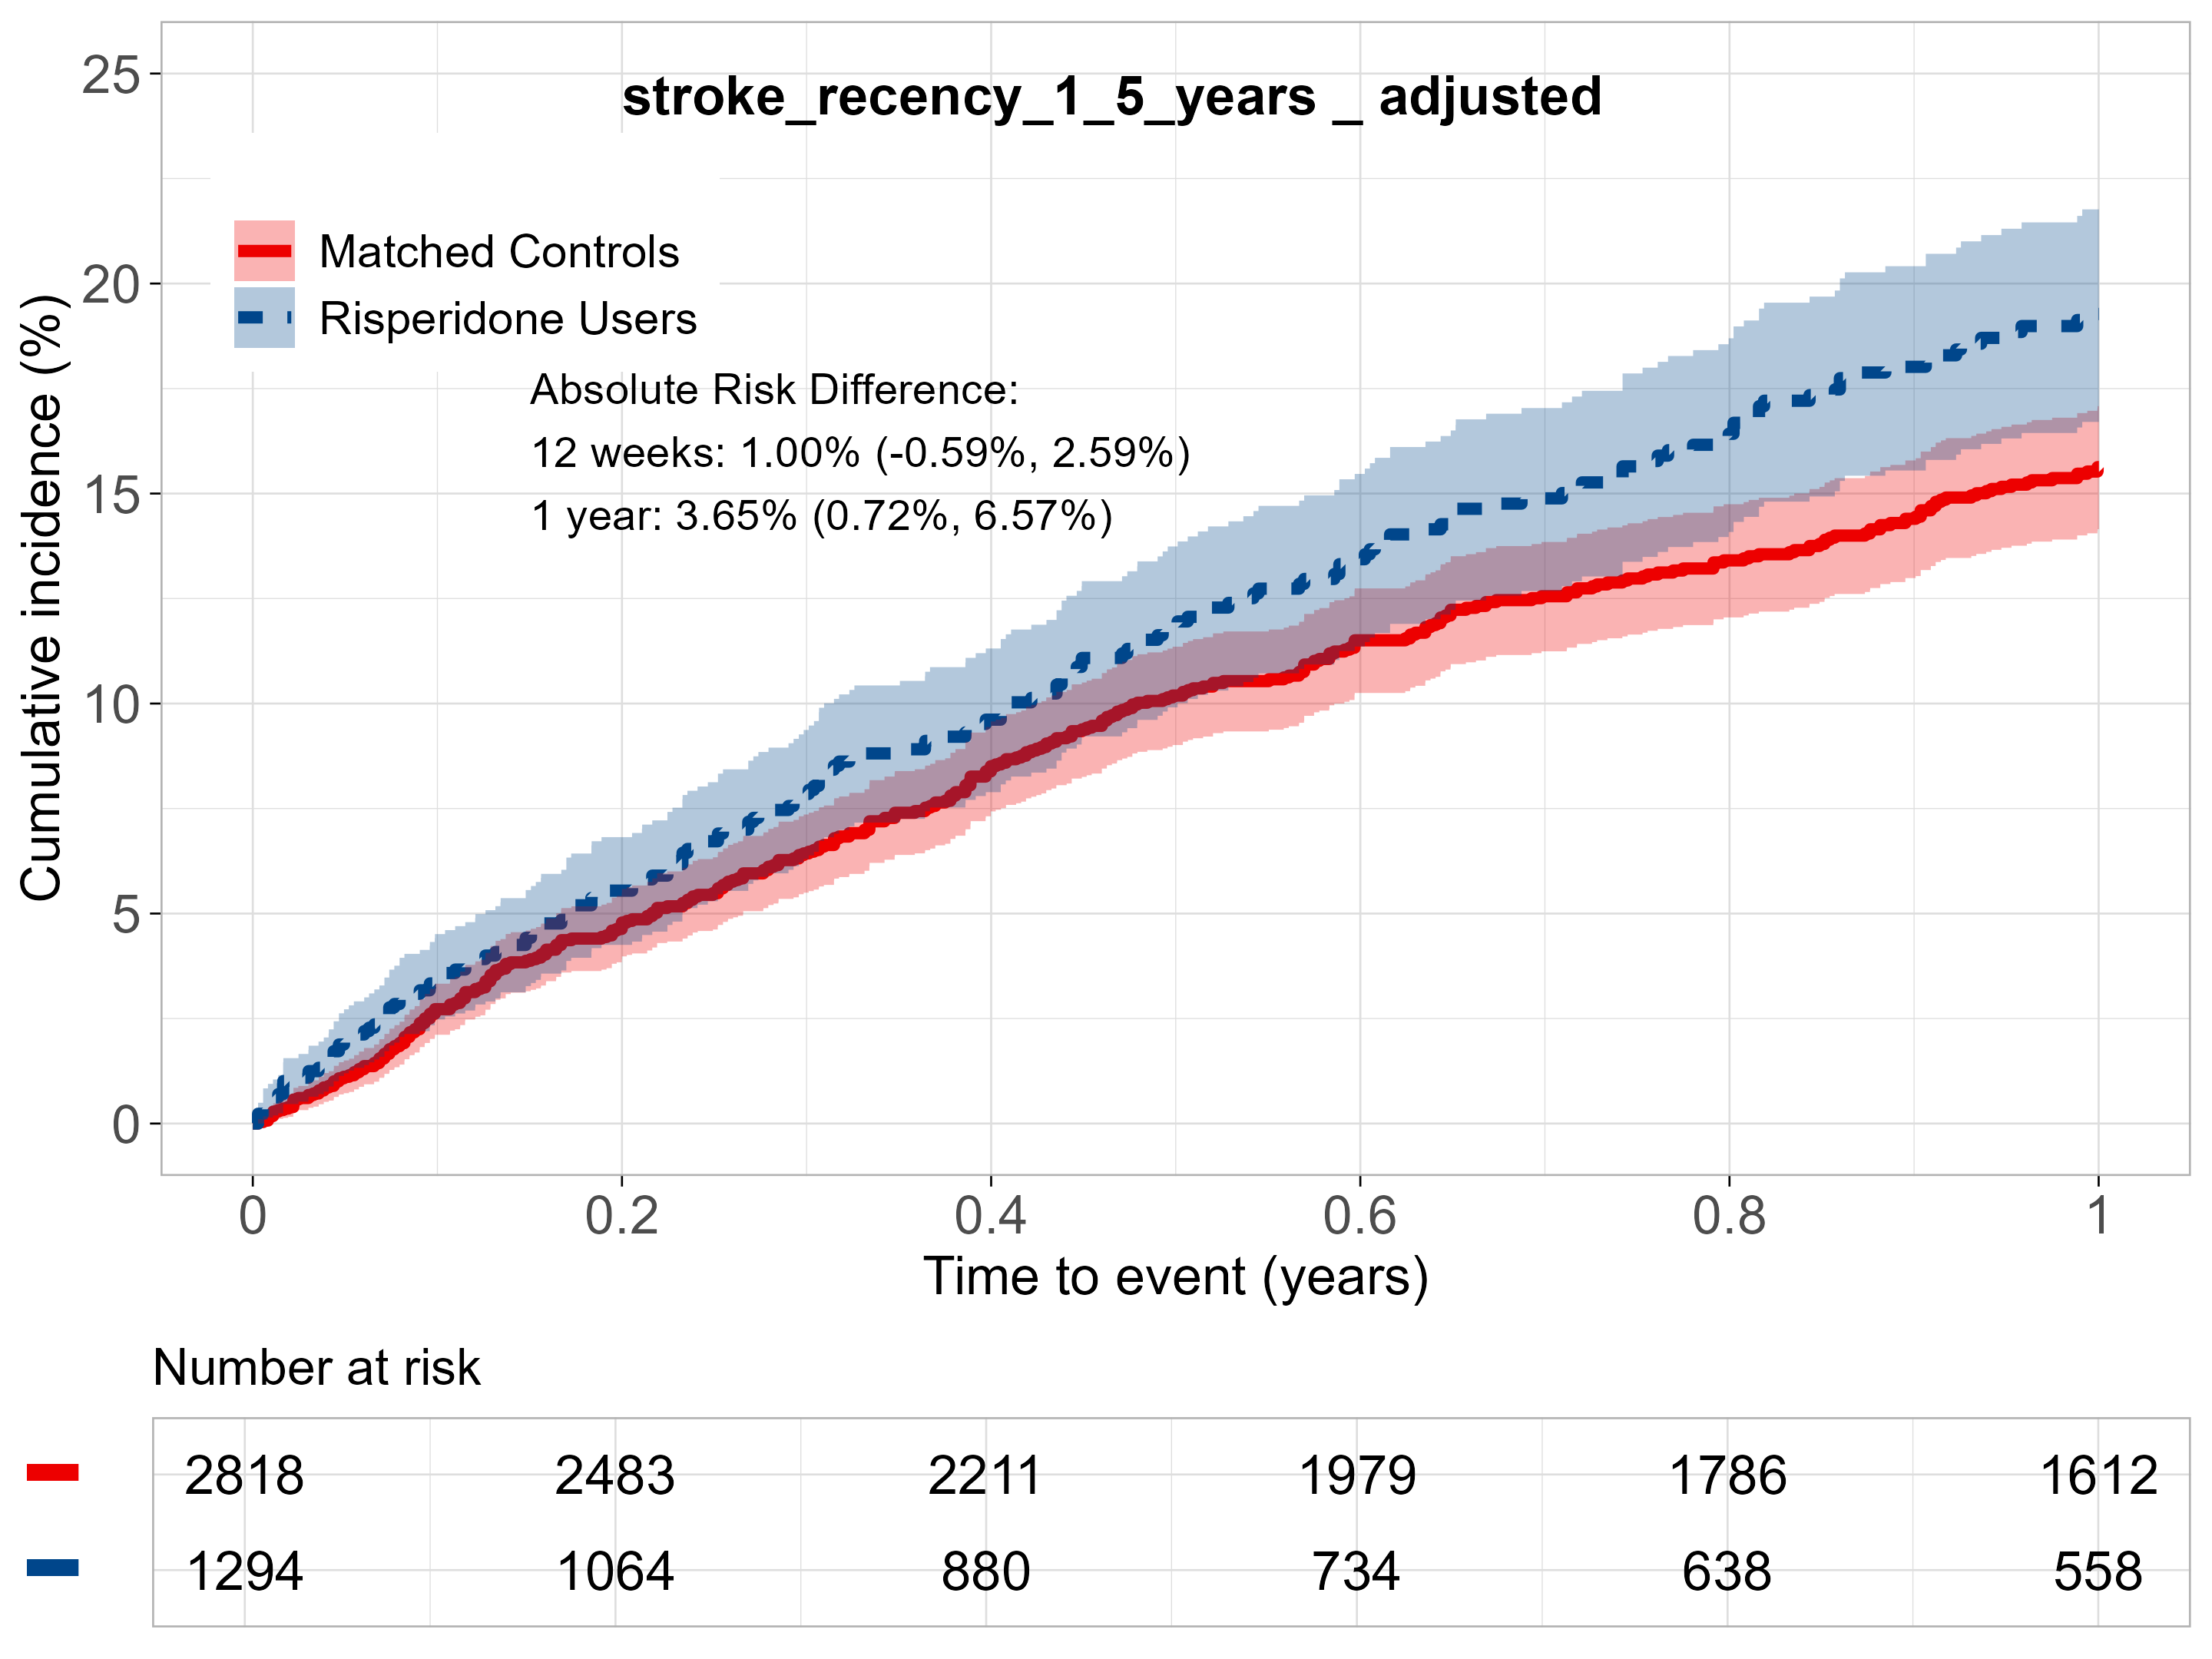 stroke_recency_1_5_years _ adjusted
25
20
15
10
5
0
Cumulative incidence (%)
Matched Controls
Risperidone Users
Absolute Risk Difference:
12 weeks: 1.00% (-0.59%, 2.59%)
1 year: 3.65% (0.72%, 6.57%)
0 0.2 0.4 0.6 0.8 1
Time to event (years)
Number at risk
2818 2483 2211 1979 1786 1612
1294 1064 880 734 638 558